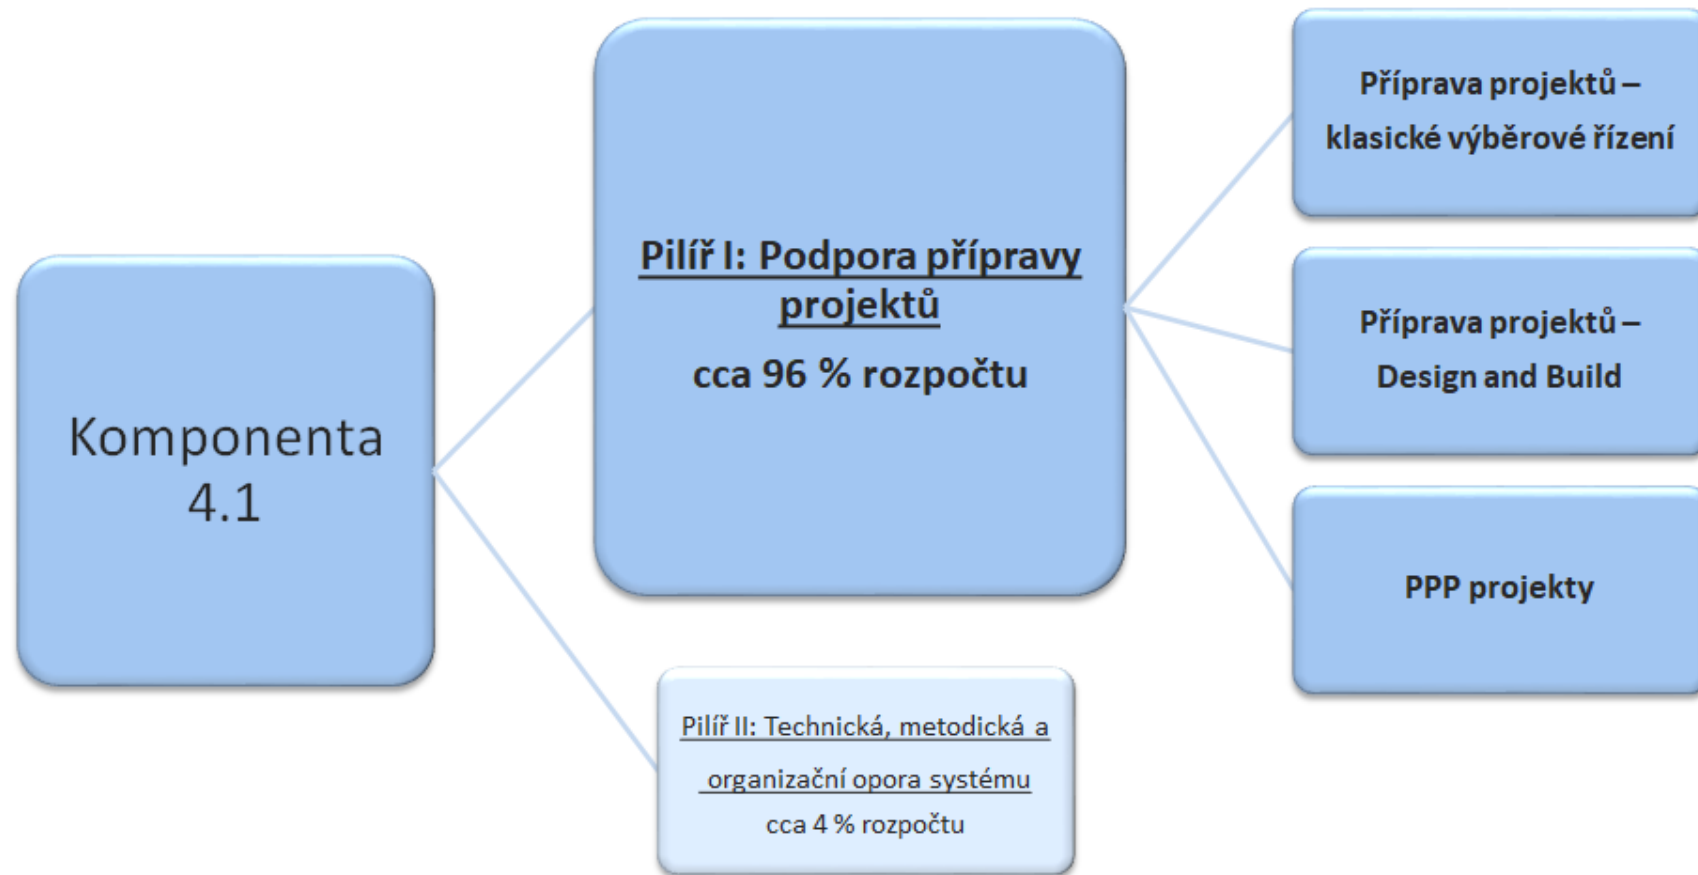 Komponenta
4.1
Pilíř I: Podpora přípravy
projektů
cca 96 % rozpočtu
Pilíř II: Technická, metodická a
organizační opora systému
cca 4 % rozpočtu
Příprava projektů –
klasické výběrové řízení
Příprava projektů –
Design and Build
PPP projekty